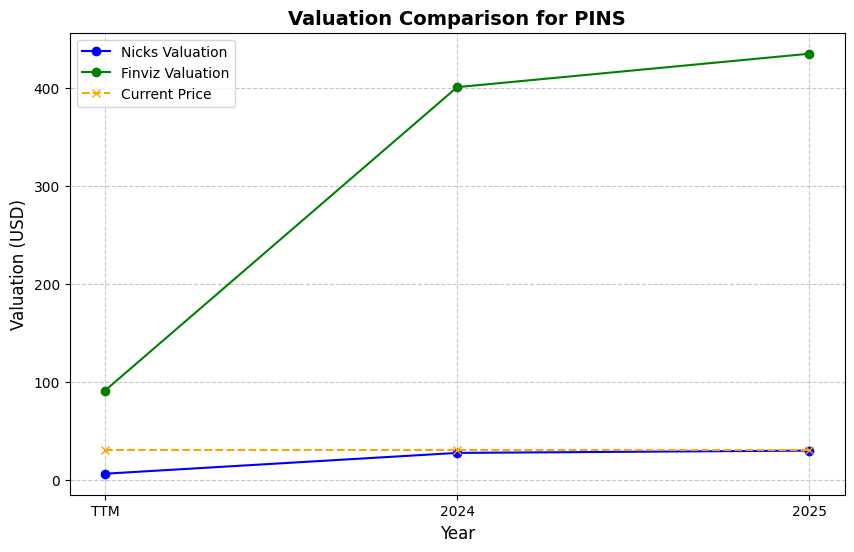 Valuation Comparison for PINS
Nicks Valuation
Finviz Valuation
Current Price
Valuation (USD)
400
300
200
100
0
TTM 2024 2025
Year